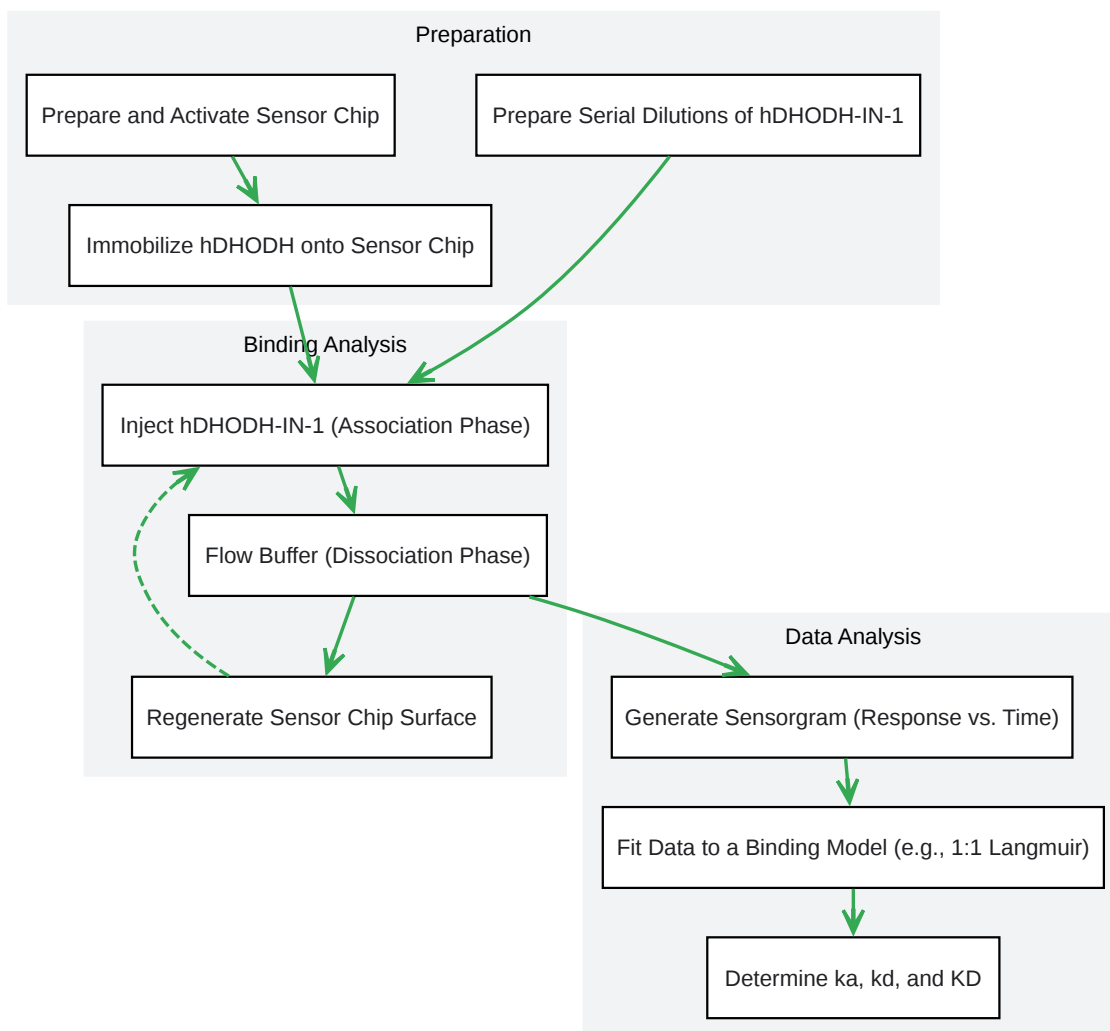 Preparation
Prepare and Activate Sensor Chip
Prepare Serial Dilutions of hDHODH-IN-1
Immobilize hDHODH onto Sensor Chip
Binding Analysis
Inject hDHODH-IN-1 (Association Phase)
Flow Buffer (Dissociation Phase)
Regenerate Sensor Chip Surface
Data Analysis
Generate Sensorgram (Response vs. Time)
Fit Data to a Binding Model (e.g., 1:1 Langmuir)
Determine ka, kd, and KD